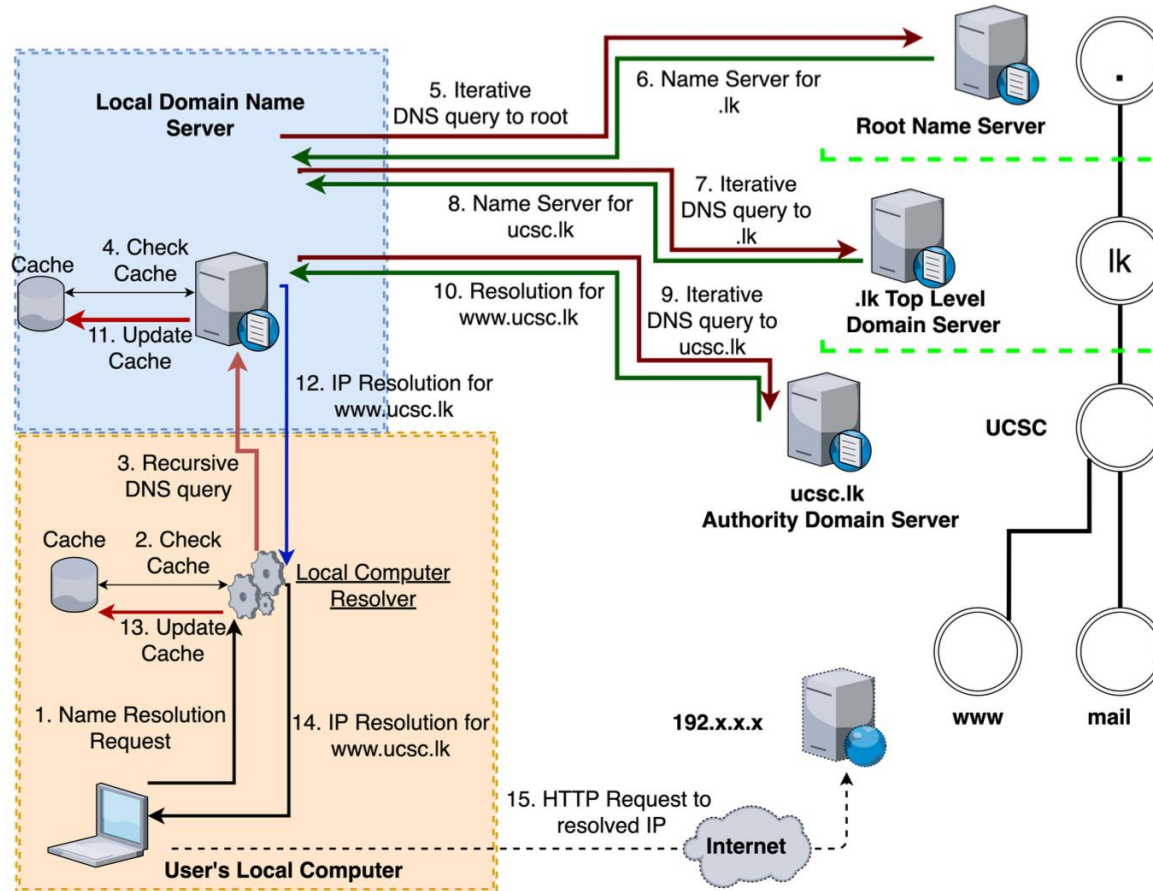 Local Domain Name
Server
5. Iterative
DNS query to root
6. Name Server for
.lk
Root Name Server
.
7. Iterative
DNS query to
.lk
8. Name Server for
ucsc.lk
lk
.lk Top Level
Domain Server
Cache
4. Check
Cache
11. Update
Cache
10. Resolution for
www.ucsc.lk
9. Iterative
DNS query to
ucsc.lk
12. IP Resolution for
www.ucsc.lk
UCSC
ucsc.lk
Authority Domain Server
3. Recursive
DNS query
Cache
2. Check
Cache
Local Computer
Resolver
13. Update
Cache
1. Name Resolution
Request
14. IP Resolution for
www.ucsc.lk
192.x.x.x
www
mail
15. HTTP Request to
resolved IP
Internet
User's Local Computer